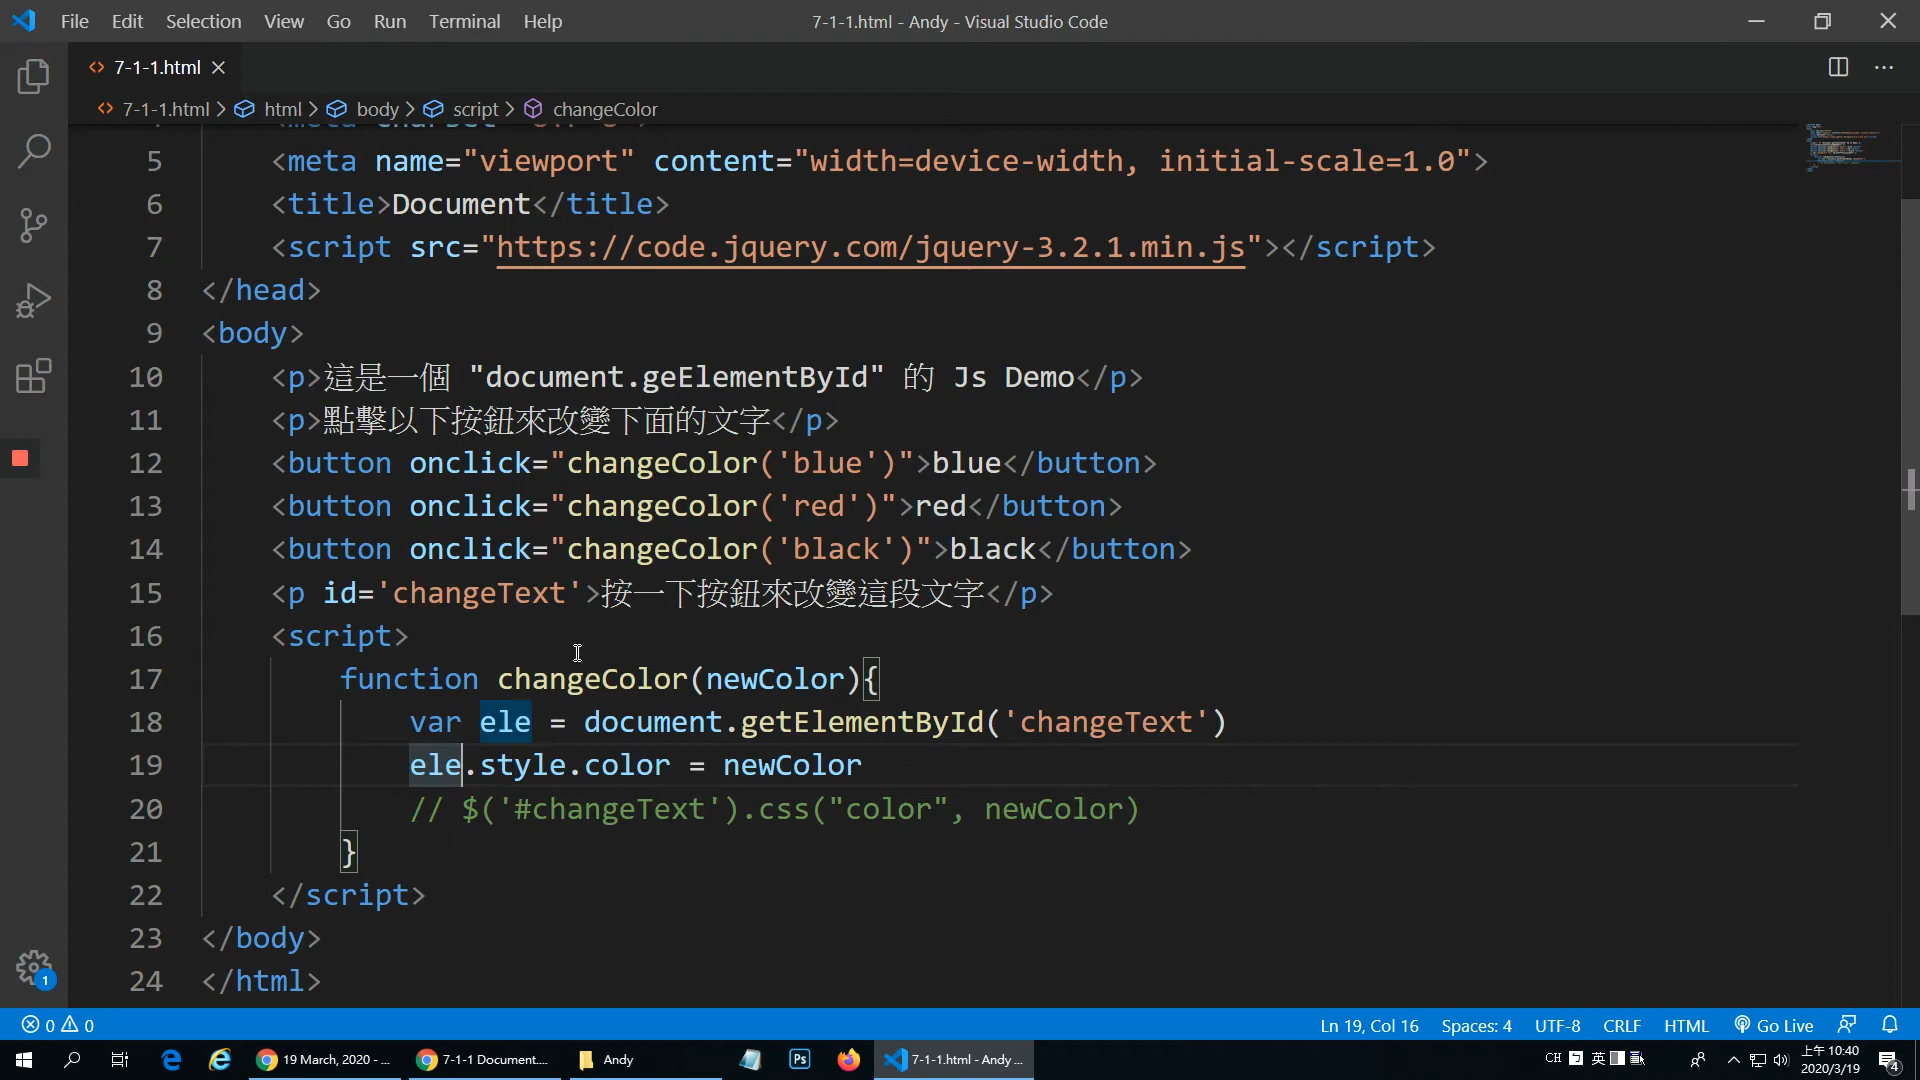 File Edit Selection View Go Run Terminal Help
7-1-1.html - Andy - Visual Studio Code
7-1-1.html
7-1-1.html > html > body > script > changeColor
5 <meta name="viewport" content="width=device-width, initial-scale=1.0">
6 <title>Document</title>
7 <script src="https://code.jquery.com/jquery-3.2.1.min.js"></script>
8 </head>
9 <body>
10 <p>這是一個 "document.geElementById" 的 Js Demo</p>
11 <p>點擊以下按鈕來改變下面的文字</p>
12 <button onclick="changeColor('blue')">blue</button>
13 <button onclick="changeColor('red')">red</button>
14 <button onclick="changeColor('black')">black</button>
15 <p id='changeText'>按一下按鈕來改變這段文字</p>
16 <script>
17 function changeColor(newColor){
18 var ele = document.getElementById('changeText')
19 ele.style.color = newColor
20 // $('#changeText').css("color", newColor)
21 }
22 </script>
23 </body>
24 </html>
1
0 0
Ln 19, Col 16 Spaces: 4 UTF-8 CRLF HTML Go Live
19 March, 2020 - ...
7-1-1 Document....
Andy
Ps
7-1-1.html - Andy ...
CH 英
上午 10:40
2020/3/19
4